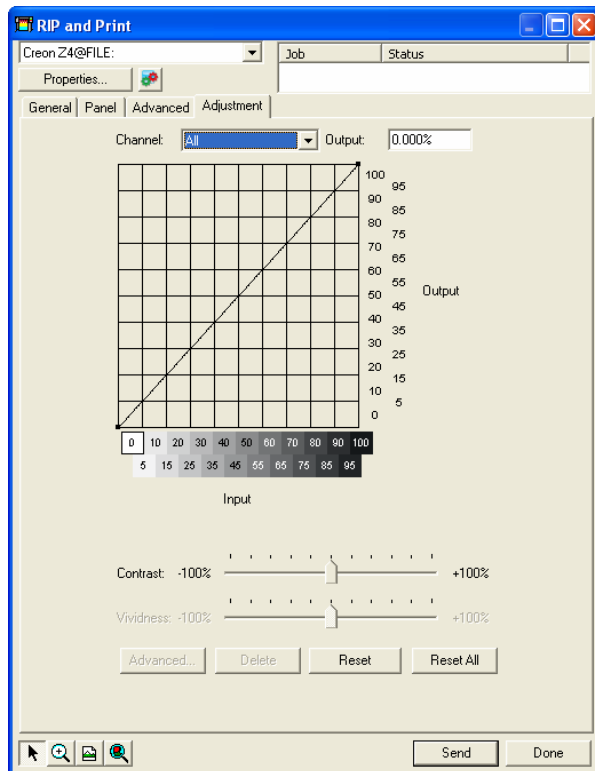 RIP and Print
Creon Z4@FILE:
Job Status
Properties...
General Panel Advanced Adjustment
Channel: All Output: 0.000%
100
95
90
85
80
75
70
65
60
55
Output
50
45
40
35
30
25
20
15
10
5
0
0 10 20 30 40 50 60 70 80 90 100
5 15 25 35 45 55 65 75 85 95
Input
Contrast: -100% +100%
Vividness: -100% +100%
Advanced... Delete Reset Reset All
Send Done